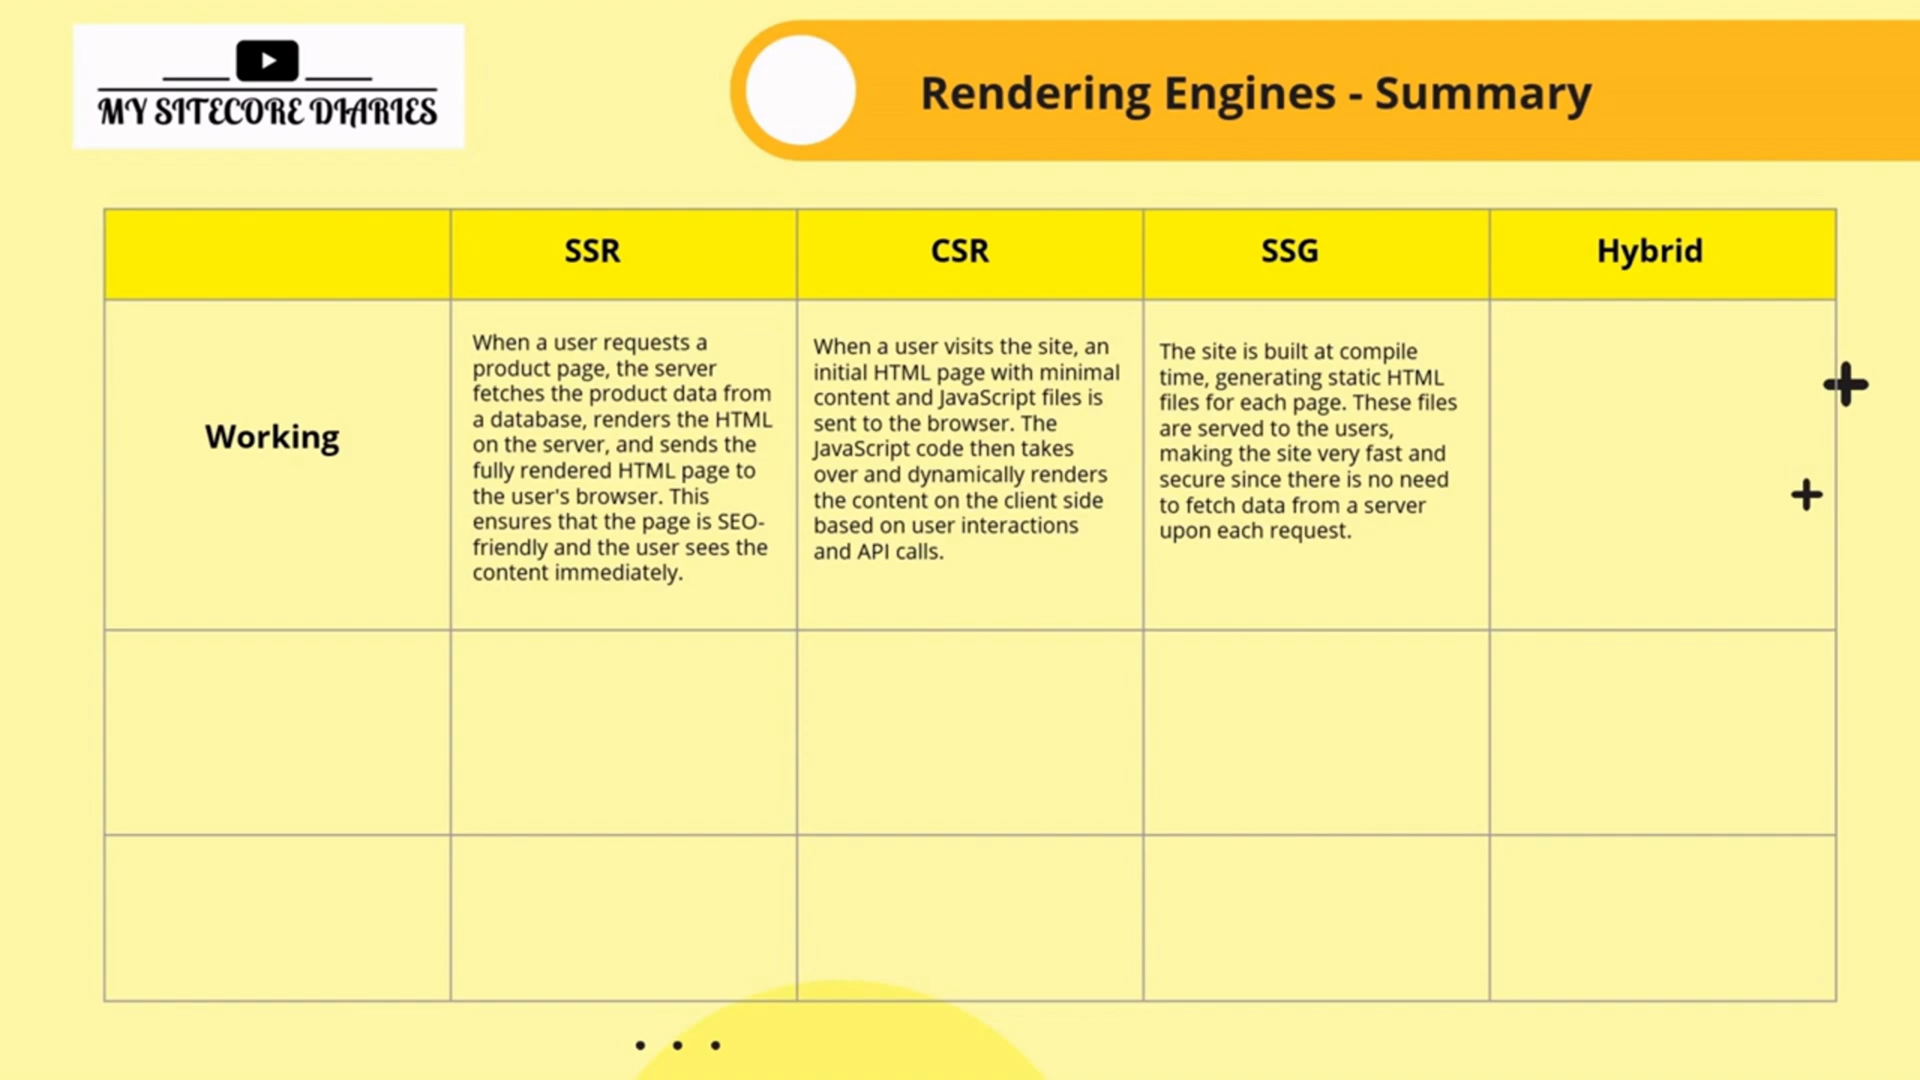 MY SITECORE DIARIES
Rendering Engines - Summary
SSR
CSR
SSG
Hybrid
Working
When a user requests a
product page, the server
fetches the product data from
a database, renders the HTML
on the server, and sends the
fully rendered HTML page to
the user's browser. This
ensures that the page is SEO-
friendly and the user sees the
content immediately.
When a user visits the site, an
initial HTML page with minimal
content and JavaScript files is
sent to the browser. The
JavaScript code then takes
over and dynamically renders
the content on the client side
based on user interactions
and API calls.
The site is built at compile
time, generating static HTML
files for each page. These files
are served to the users,
making the site very fast and
secure since there is no need
to fetch data from a server
upon each request.